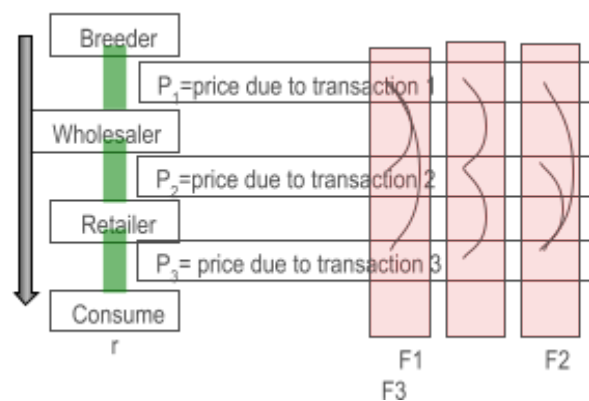 Breeder
P₁=price due to transaction 1
Wholesaler
P₂=price due to transaction 2
Retailer
P₃= price due to transaction 3
Consume
r
F1 F2
F3